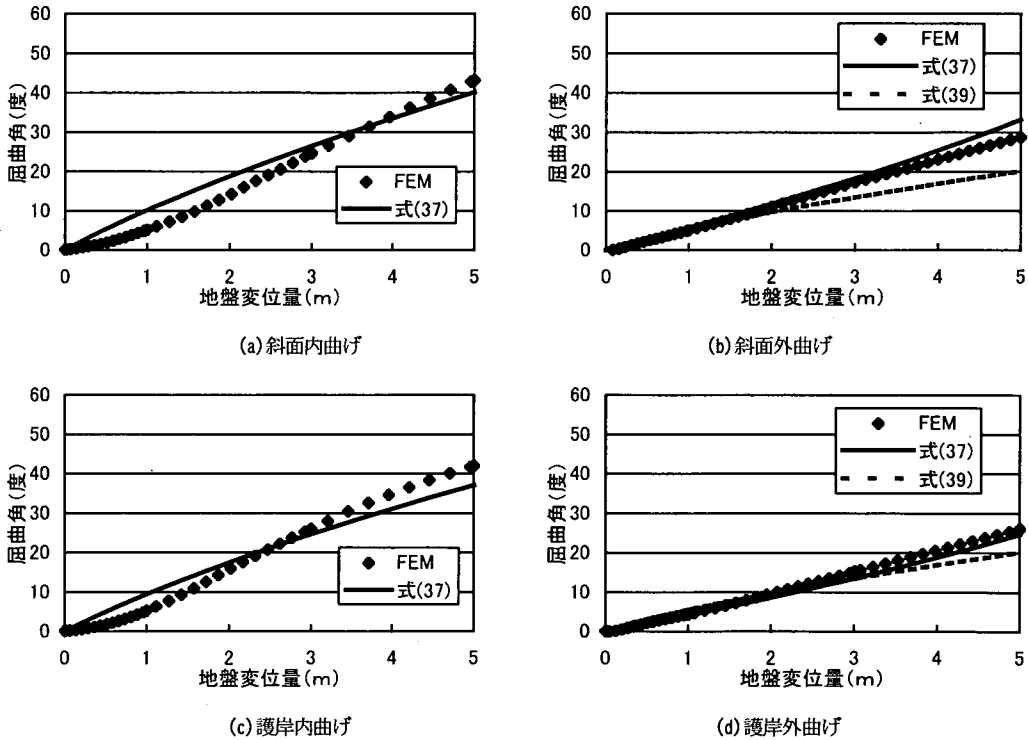 60
50
40
30
20
10
0
屈曲角(度)
FEM
式(37)
0 1 2 3 4 5
地盤変位量(m)
(a)斜面内曲げ
60
50
40
30
20
10
0
屈曲角(度)
FEM
式(37)
式(39)
0 1 2 3 4 5
地盤変位量(m)
(b)斜面外曲げ
60
50
40
30
20
10
0
屈曲角(度)
FEM
式(37)
0 1 2 3 4 5
地盤変位量(m)
(c)護岸内曲げ
60
50
40
30
20
10
0
屈曲角(度)
FEM
式(37)
式(39)
0 1 2 3 4 5
地盤変位量(m)
(d)護岸外曲げ